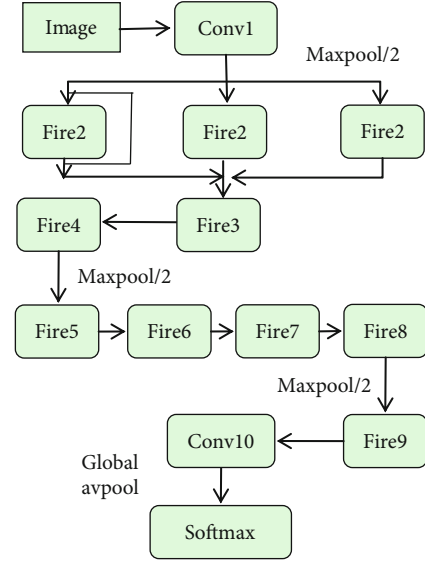 Image
Conv1
Maxpool/2
Fire2
Fire2
Fire2
Fire4
Fire3
Maxpool/2
Fire5
Fire6
Fire7
Fire8
Maxpool/2
Conv10
Fire9
Global
avpool
Softmax